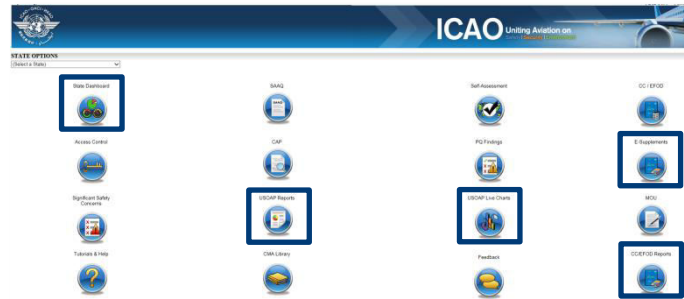 ICAO Uniting Aviation on
STATE OPTIONS
(Select a State)
State Dashboard
SAAQ
Self-Assessment
CC / EFOD
Access Control
CAP
PQ Findings
E-Supplements
Significant Safety
Concerns
USOAP Reports
USOAP Live Charts
MOU
Tutorials & Help
CMA Library
Feedback
CC/EFOD Reports